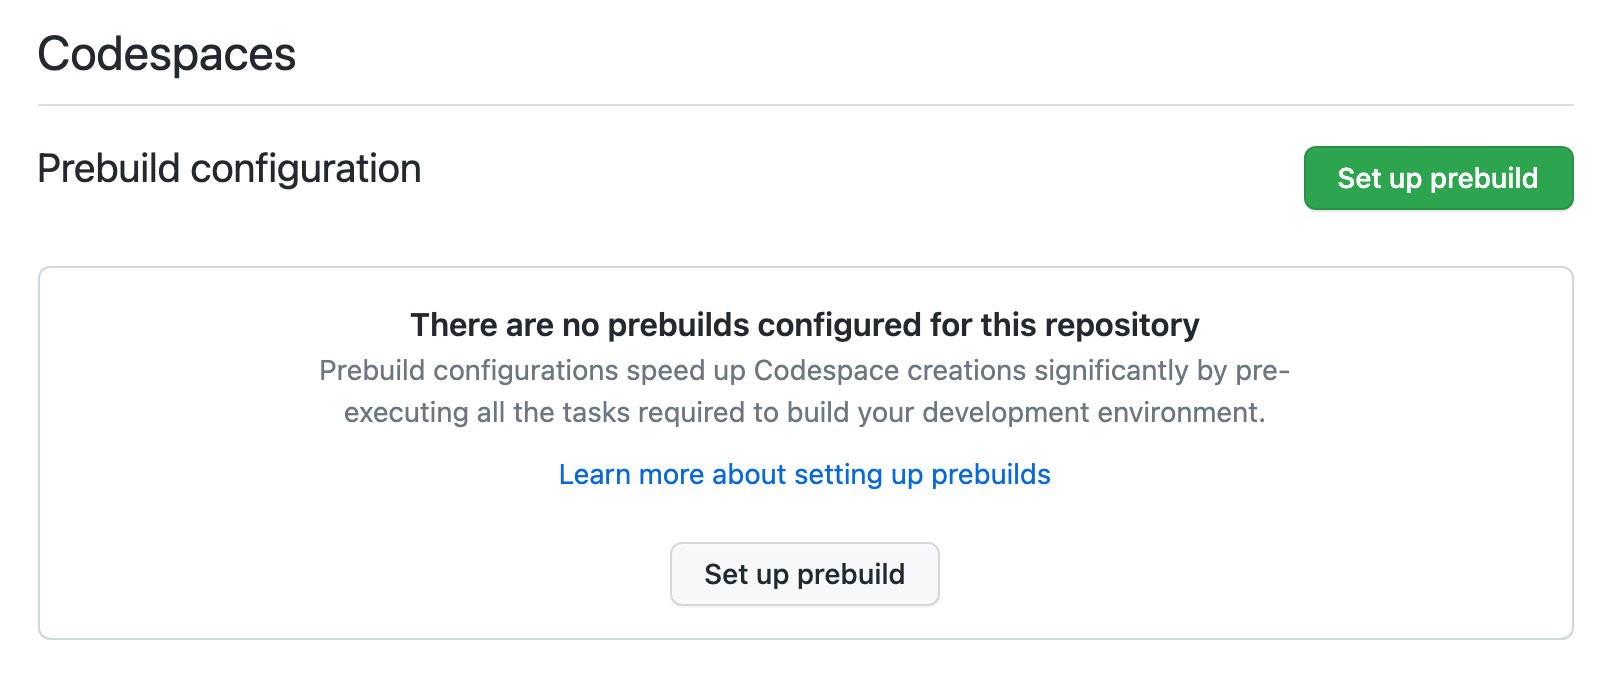 Codespaces
Prebuild configuration
Set up prebuild
There are no prebuilds configured for this repository
Prebuild configurations speed up Codespace creations significantly by pre-
executing all the tasks required to build your development environment.
Learn more about setting up prebuilds
Set up prebuild